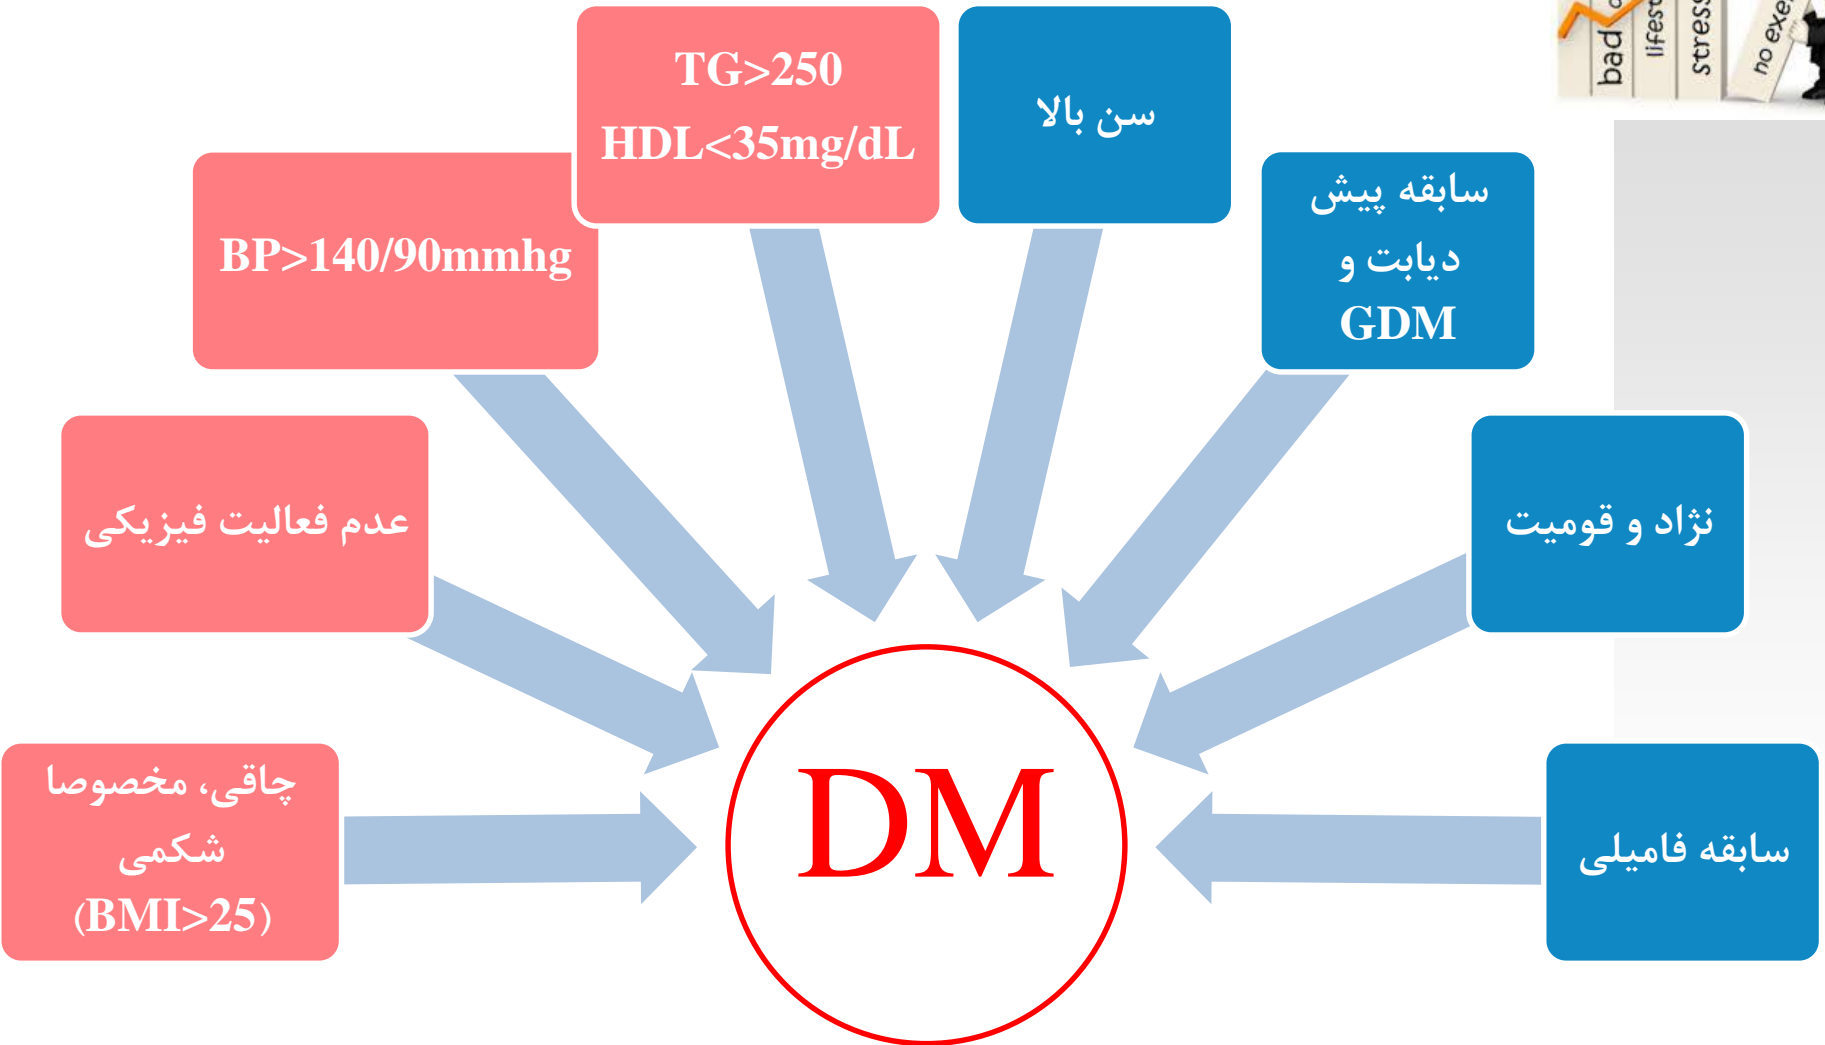 bad
lifest
stress
no exe
TG>250
HDL<35mg/dL
سن بالا
سابقه پیش
دیابت و
GDM
BP>140/90mmhg
نژاد و قومیت
عدم فعالیت فیزیکی
سابقه فامیلی
چاقی، مخصوصا
شکمی
(BMI>25)
DM